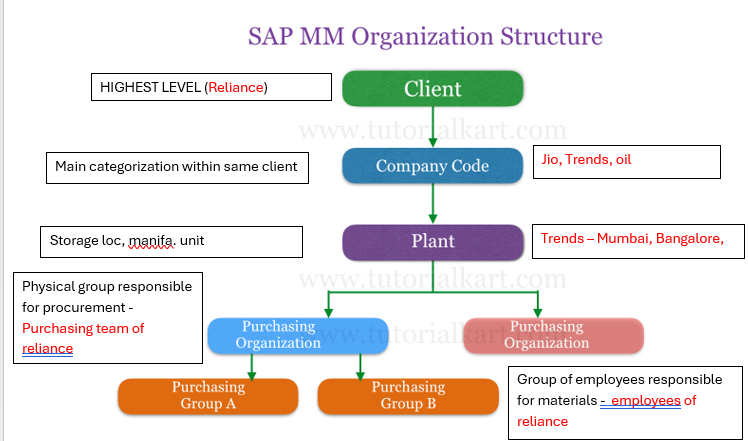 SAP MM Organization Structure
HIGHEST LEVEL (Reliance)
Client
www.tutorialkart.com
Main categorization within same client
Company Code
Jio, Trends, oil
Storage loc, manifa. unit
Plant
Trends – Mumbai, Bangalore,
www.tutorialkart.com
Physical group responsible
for procurement -
Purchasing team of
reliance
Purchasing
Organization
Purchasing
Organization
www.tutorialkart.com
Purchasing
Group A
Purchasing
Group B
Group of employees responsible
for materials - employees of
reliance